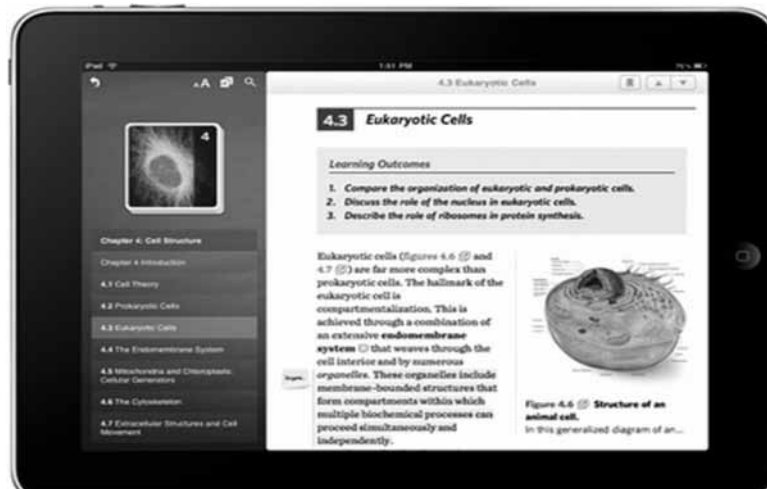 iPad
1:51 PM
AA
4.3 Eukaryotic Cells
4
Chapter 4: Cell Structure
Chapter 4 Introduction
4.1 Cell Theory
4.2 Prokaryotic Cells
4.3 Eukaryotic Cells
4.4 The Endomembrane System
4.5 Mitochondria and Chloroplasts:
Cellular Generators
4.6 The Cytoskeleton
4.7 Extracellular Structures and Cell
Movement
4.3 Eukaryotic Cells
Learning Outcomes
1. Compare the organization of eukaryotic and prokaryotic cells.
2. Discuss the role of the nucleus in eukaryotic cells.
3. Describe the role of ribosomes in protein synthesis.
Eukaryotic cells (figures 4.6 and
4.7) are far more complex than
prokaryotic cells. The hallmark of the
eukaryotic cell is
compartmentalization. This is
achieved through a combination of
an extensive endomembrane
system that weaves through the
cell interior and by numerous
organelles. These organelles include
membrane-bounded structures that
form compartments within which
multiple biochemical processes can
proceed simultaneously and
independently.
Figure 4.6 Structure of an
animal cell.
In this generalized diagram of an...